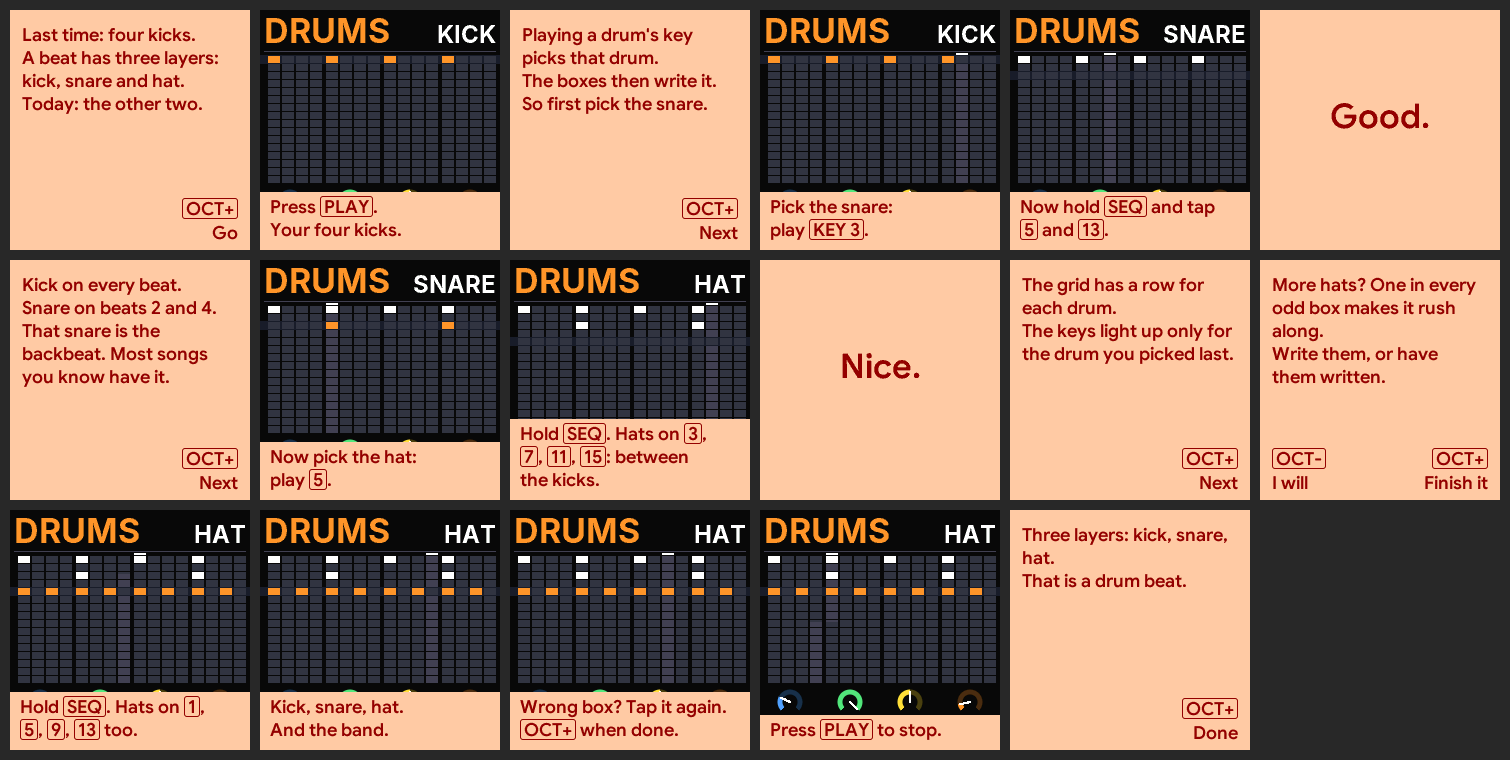 Last time: four kicks.
A beat has three layers:
kick, snare and hat.
Today: the other two.
OCT+
Go
DRUMS KICK
Press PLAY.
Your four kicks.
Playing a drum's key
picks that drum.
The boxes then write it.
So first pick the snare.
OCT+
Next
DRUMS KICK
Pick the snare:
play KEY 3.
DRUMS SNARE
Now hold SEQ and tap
5 and 13.
Good.
Kick on every beat.
Snare on beats 2 and 4.
That snare is the
backbeat. Most songs
you know have it.
OCT+
Next
DRUMS SNARE
Now pick the hat:
play 5.
DRUMS HAT
Hold SEQ. Hats on 3,
7, 11, 15: between
the kicks.
Nice.
The grid has a row for
each drum.
The keys light up only for
the drum you picked last.
OCT+
Next
More hats? One in every
odd box makes it rush
along.
Write them, or have
them written.
OCT- OCT+
I will Finish it
DRUMS HAT
Hold SEQ. Hats on 1,
5, 9, 13 too.
DRUMS HAT
Kick, snare, hat.
And the band.
DRUMS HAT
Wrong box? Tap it again.
OCT+ when done.
DRUMS HAT
Press PLAY to stop.
Three layers: kick, snare,
hat.
That is a drum beat.
OCT+
Done